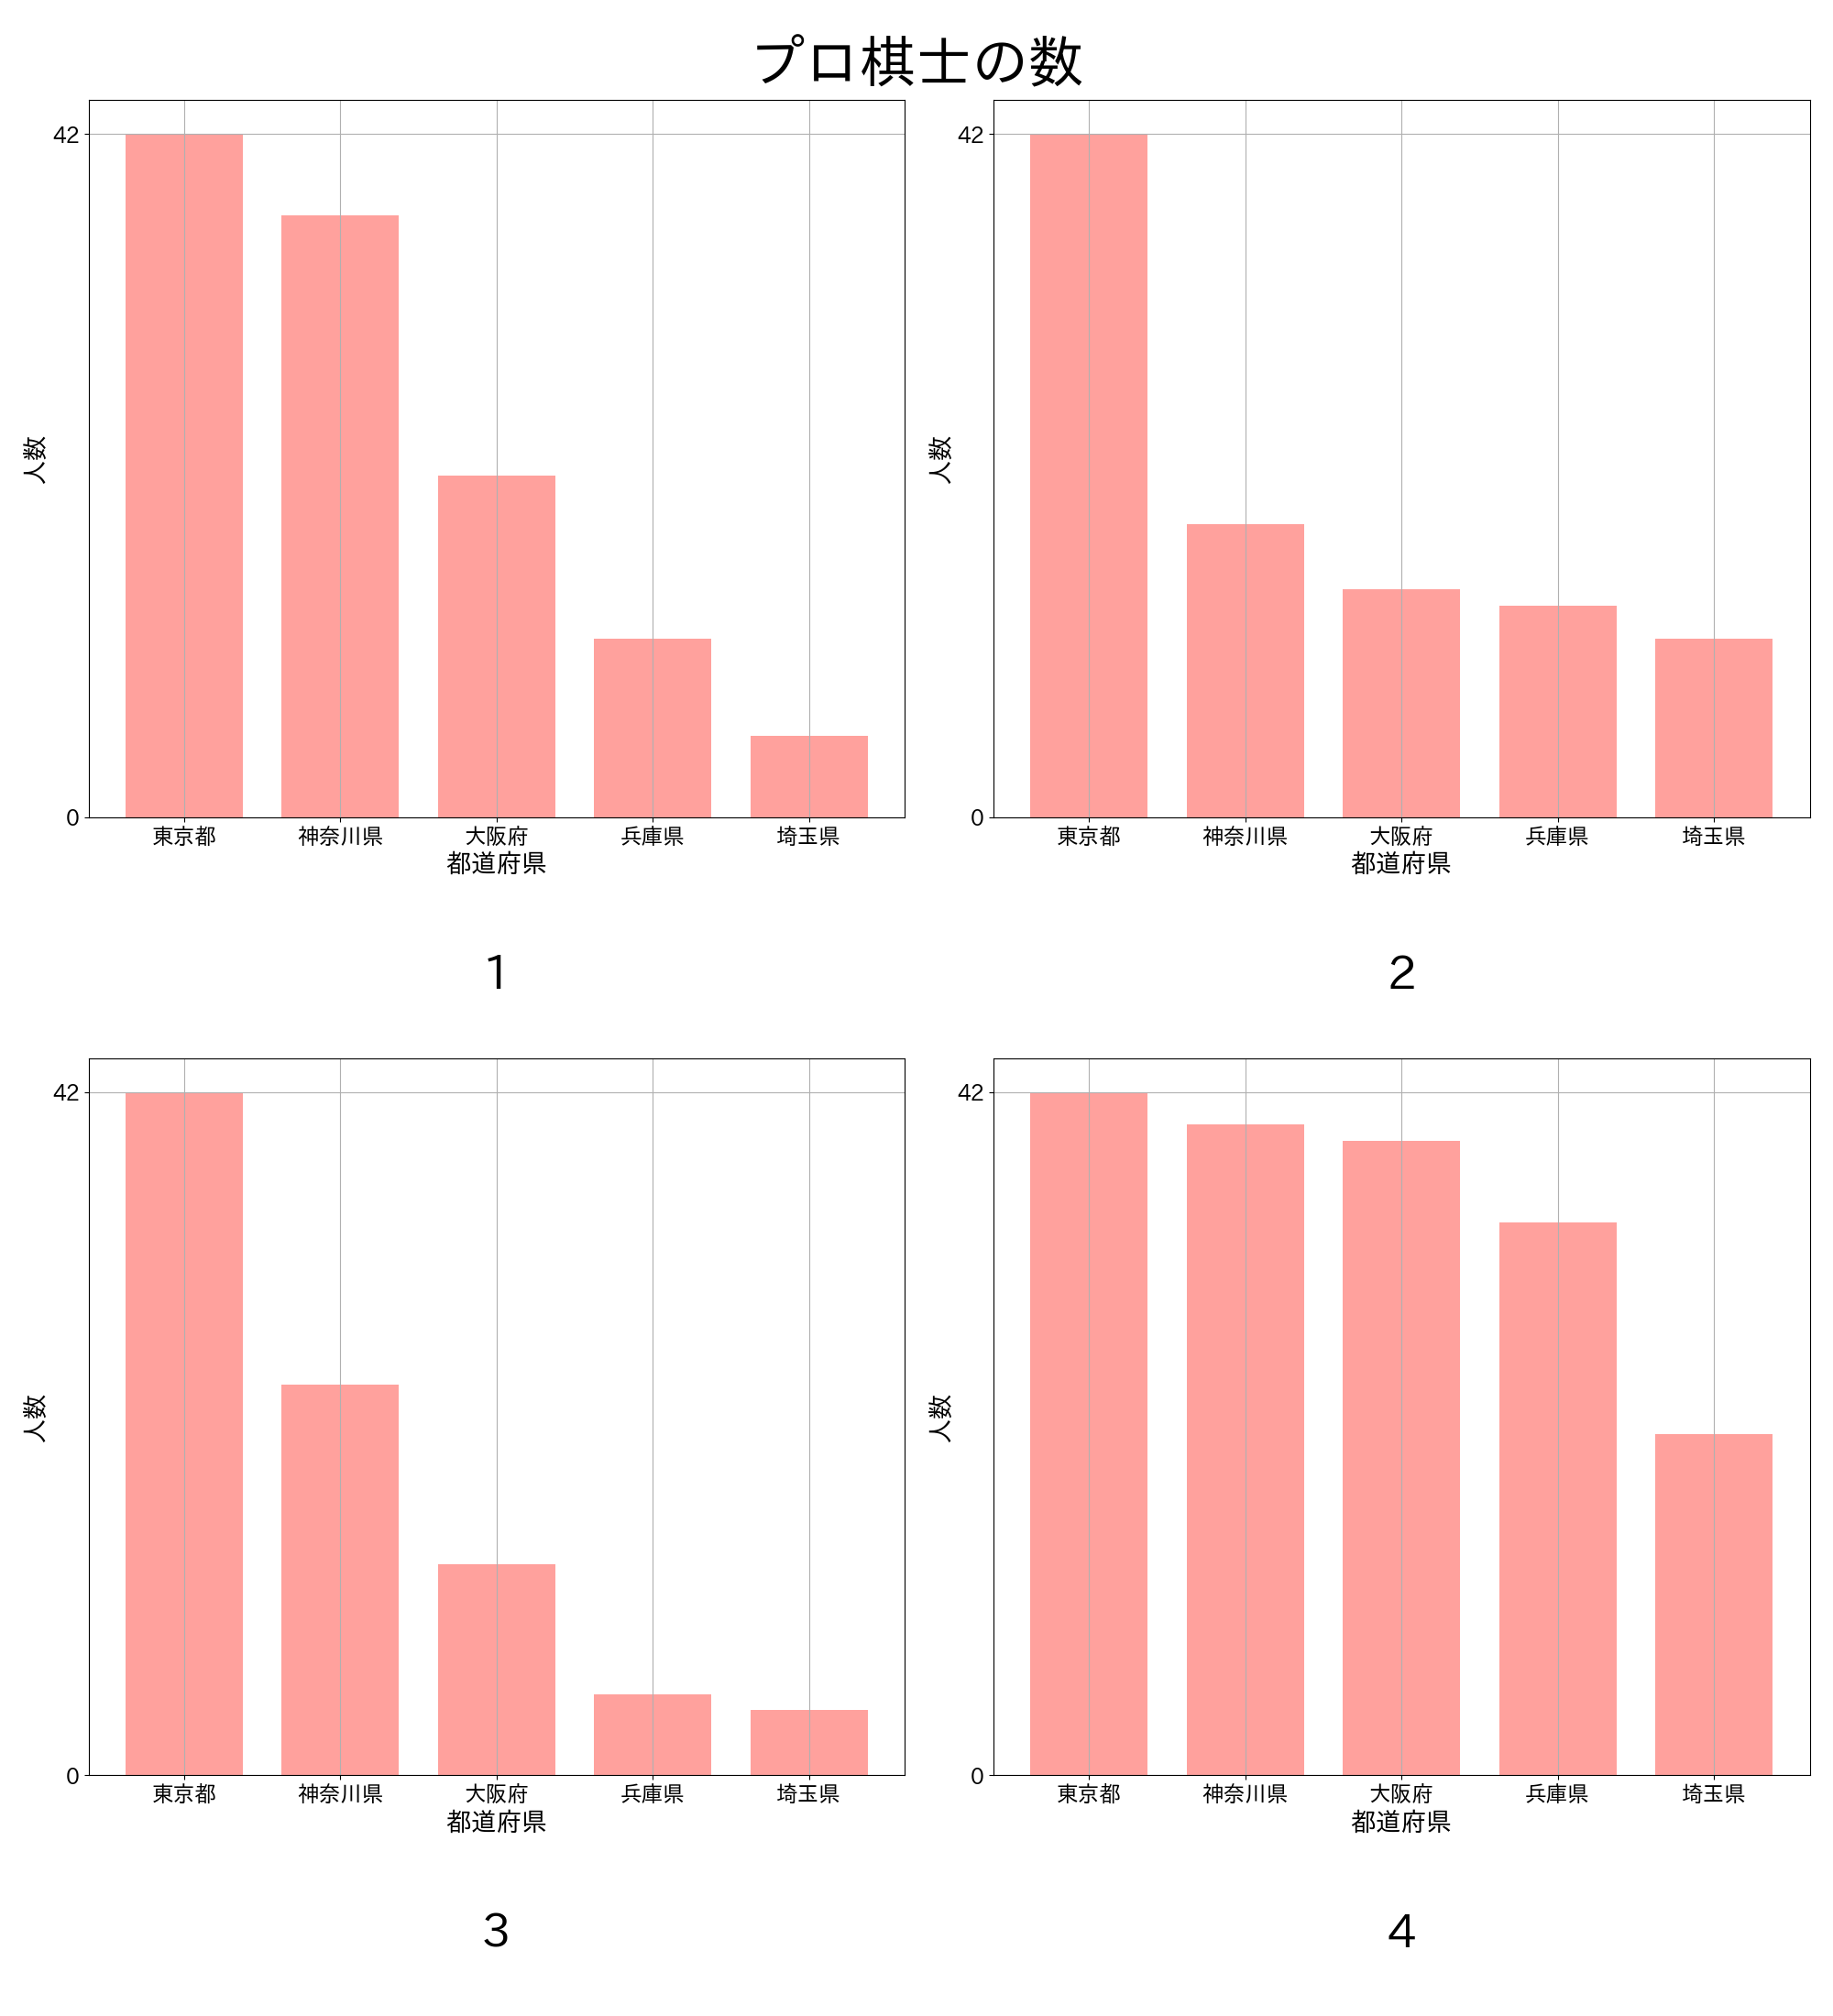 プロ棋士の数
42
0
人数
東京都 神奈川県 大阪府 兵庫県 埼玉県
都道府県
1
42
0
人数
東京都 神奈川県 大阪府 兵庫県 埼玉県
都道府県
2
42
0
人数
東京都 神奈川県 大阪府 兵庫県 埼玉県
都道府県
3
42
0
人数
東京都 神奈川県 大阪府 兵庫県 埼玉県
都道府県
4